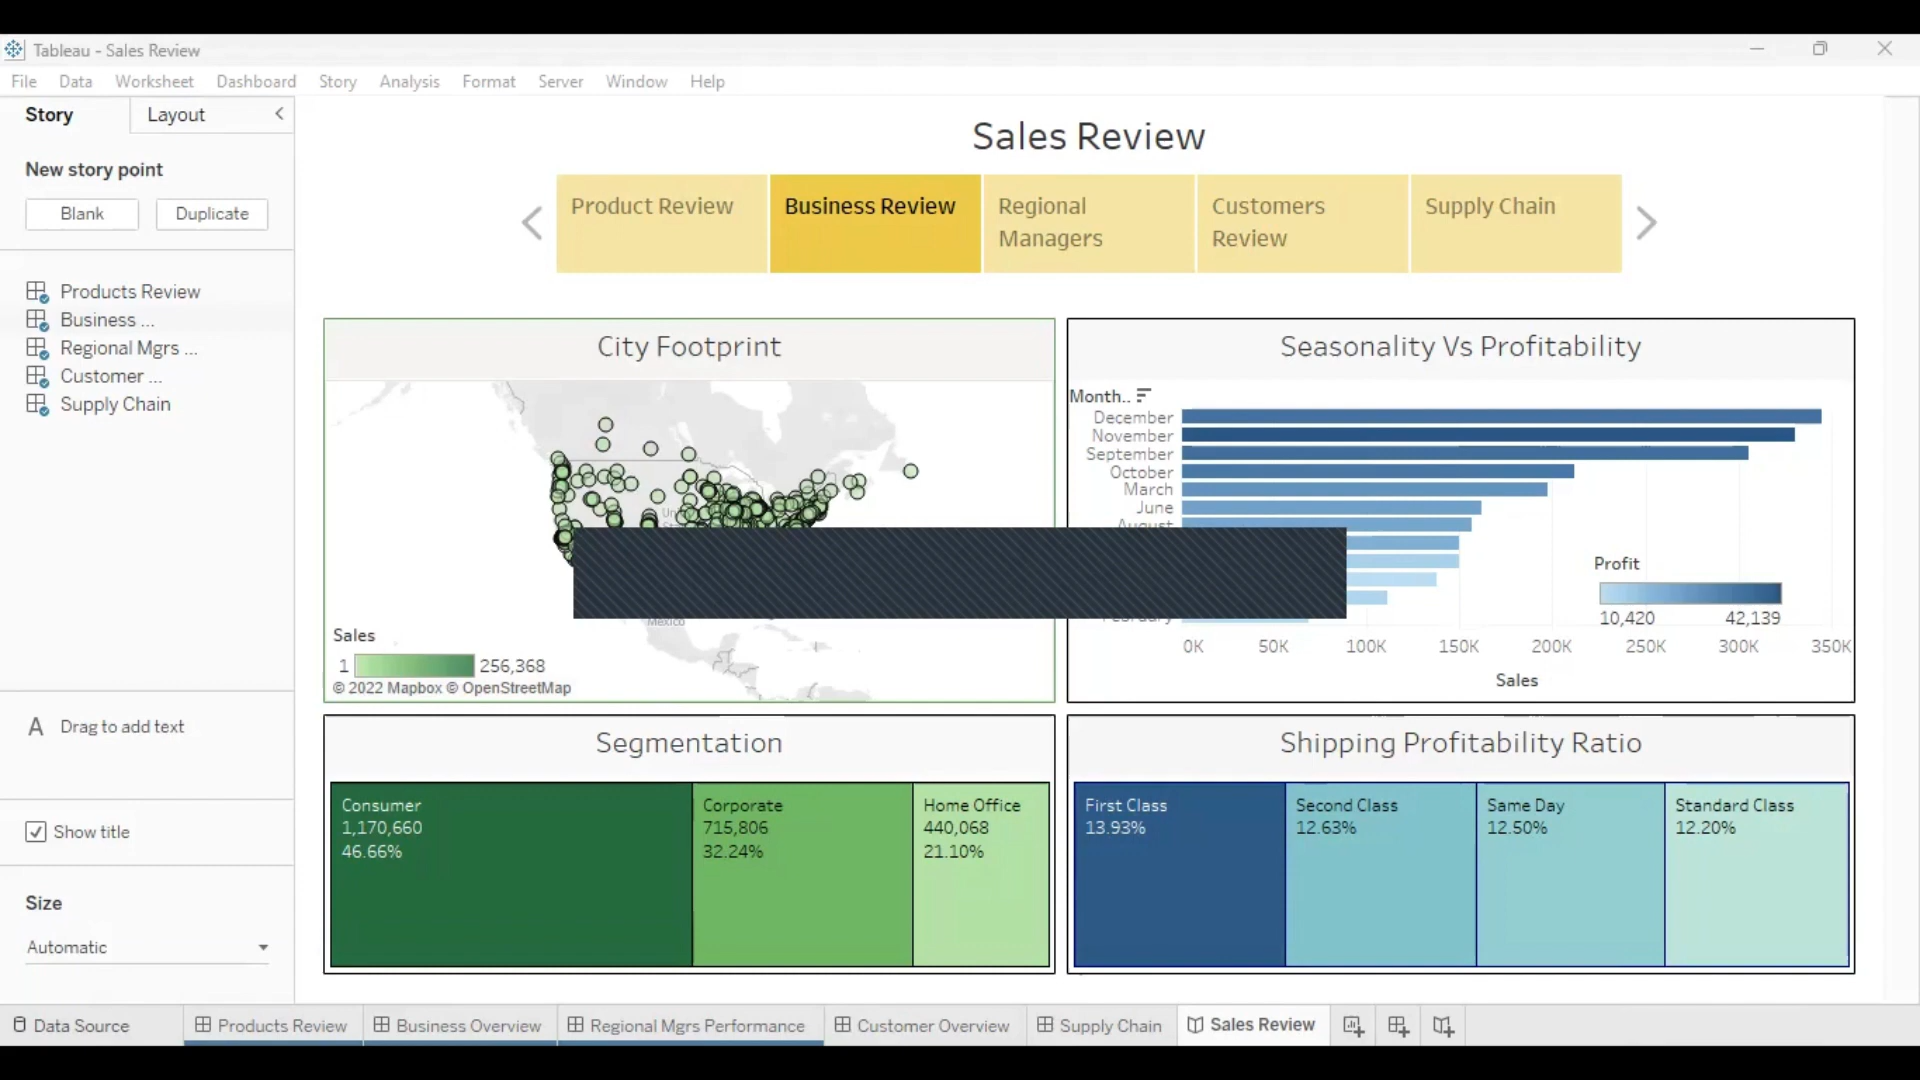 Tableau - Sales Review
File Data Worksheet Dashboard Story Analysis Format Server Window Help
Story Layout
New story point
Blank Duplicate
Products Review
Business ...
Regional Mgrs ...
Customer ...
Supply Chain
A Drag to add text
Show title
Size
Automatic
Sales Review
Product Review
Business Review
Regional
Managers
Customers
Review
Supply Chain
City Footprint
Mexico
Sales
1 256,368
© 2022 Mapbox © OpenStreetMap
Seasonality Vs Profitability
Month..
December
November
September
October
March
June
August
February
Profit
10,420 42,139
0K 50K 100K 150K 200K 250K 300K 350K
Sales
Segmentation
Consumer
1,170,660
46.66%
Corporate
715,806
32.24%
Home Office
440,068
21.10%
Shipping Profitability Ratio
First Class
13.93%
Second Class
12.63%
Same Day
12.50%
Standard Class
12.20%
Data Source Products Review Business Overview Regional Mgrs Performance Customer Overview Supply Chain Sales Review